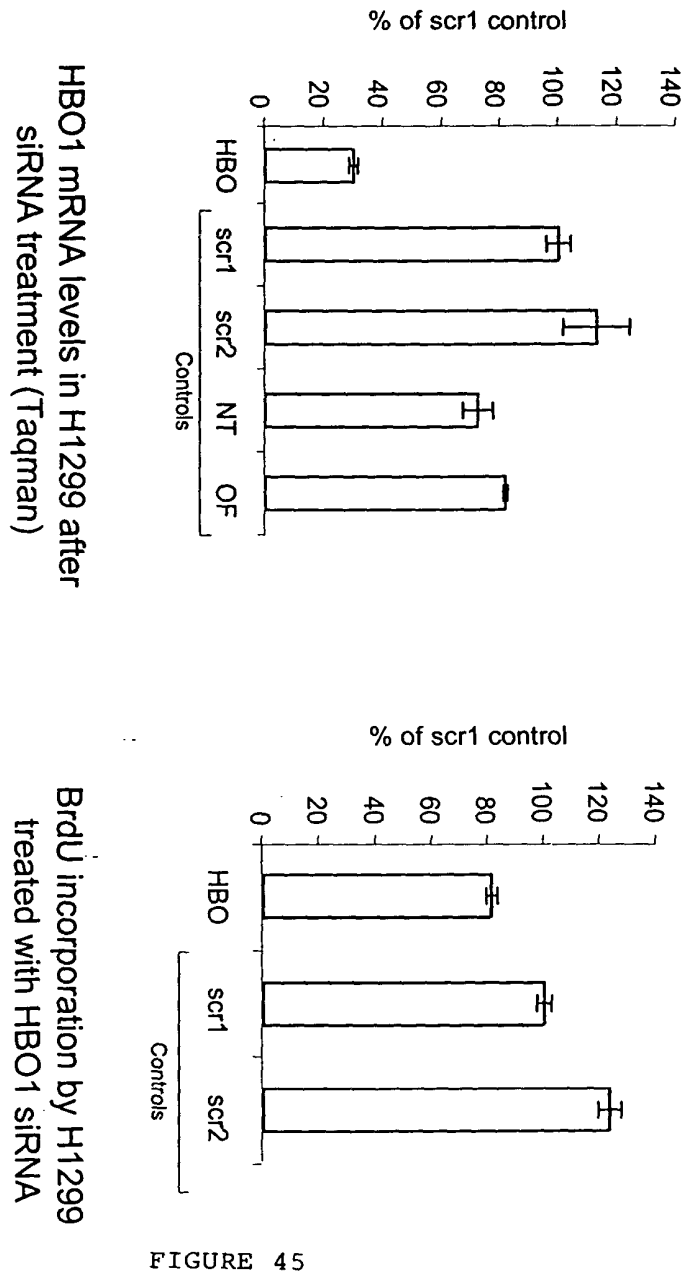 % of scr1 control
140
120
100
80
60
40
20
0
HBO
scr1
scr2
NT
OF
Controls
HBO1 mRNA levels in H1299 after
siRNA treatment (Taqman)
% of scr1 control
140
120
100
80
60
40
20
0
HBO
scr1
scr2
Controls
BrdU incorporation by H1299
treated with HBO1 siRNA
FIGURE 45